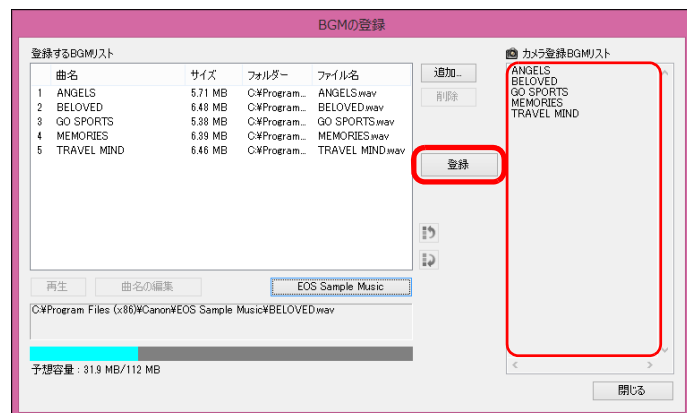 BGMの登録
登録するBGMリスト
曲名 サイズ フォルダー ファイル名
1 ANGELS 5.71 MB C:¥Program... ANGELS.wav
2 BELOVED 6.48 MB C:¥Program... BELOVED.wav
3 GO SPORTS 5.38 MB C:¥Program... GO SPORTS.wav
4 MEMORIES 6.39 MB C:¥Program... MEMORIES.wav
5 TRAVEL MIND 6.46 MB C:¥Program... TRAVEL MIND.wav
追加...
削除
登録
再生 曲名の編集 EOS Sample Music
C:¥Program Files (x86)¥Canon¥EOS Sample Music¥BELOVED.wav
予想容量 : 31.9 MB/112 MB
カメラ登録BGMリスト
ANGELS
BELOVED
GO SPORTS
MEMORIES
TRAVEL MIND
閉じる